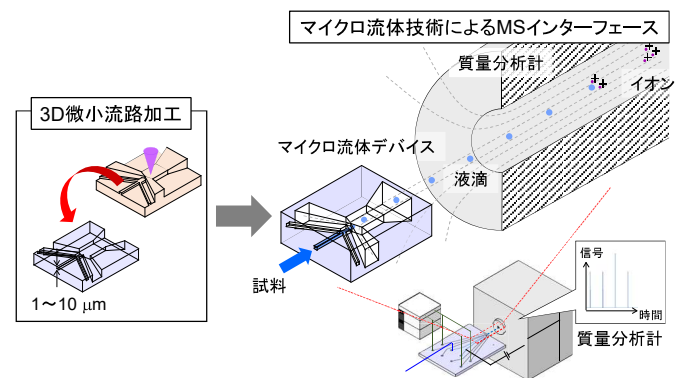 マイクロ流体技術によるMSインターフェース
質量分析計
イオン
3D微小流路加工
マイクロ流体デバイス
液滴
試料
1～10 μm
信号
時間
質量分析計